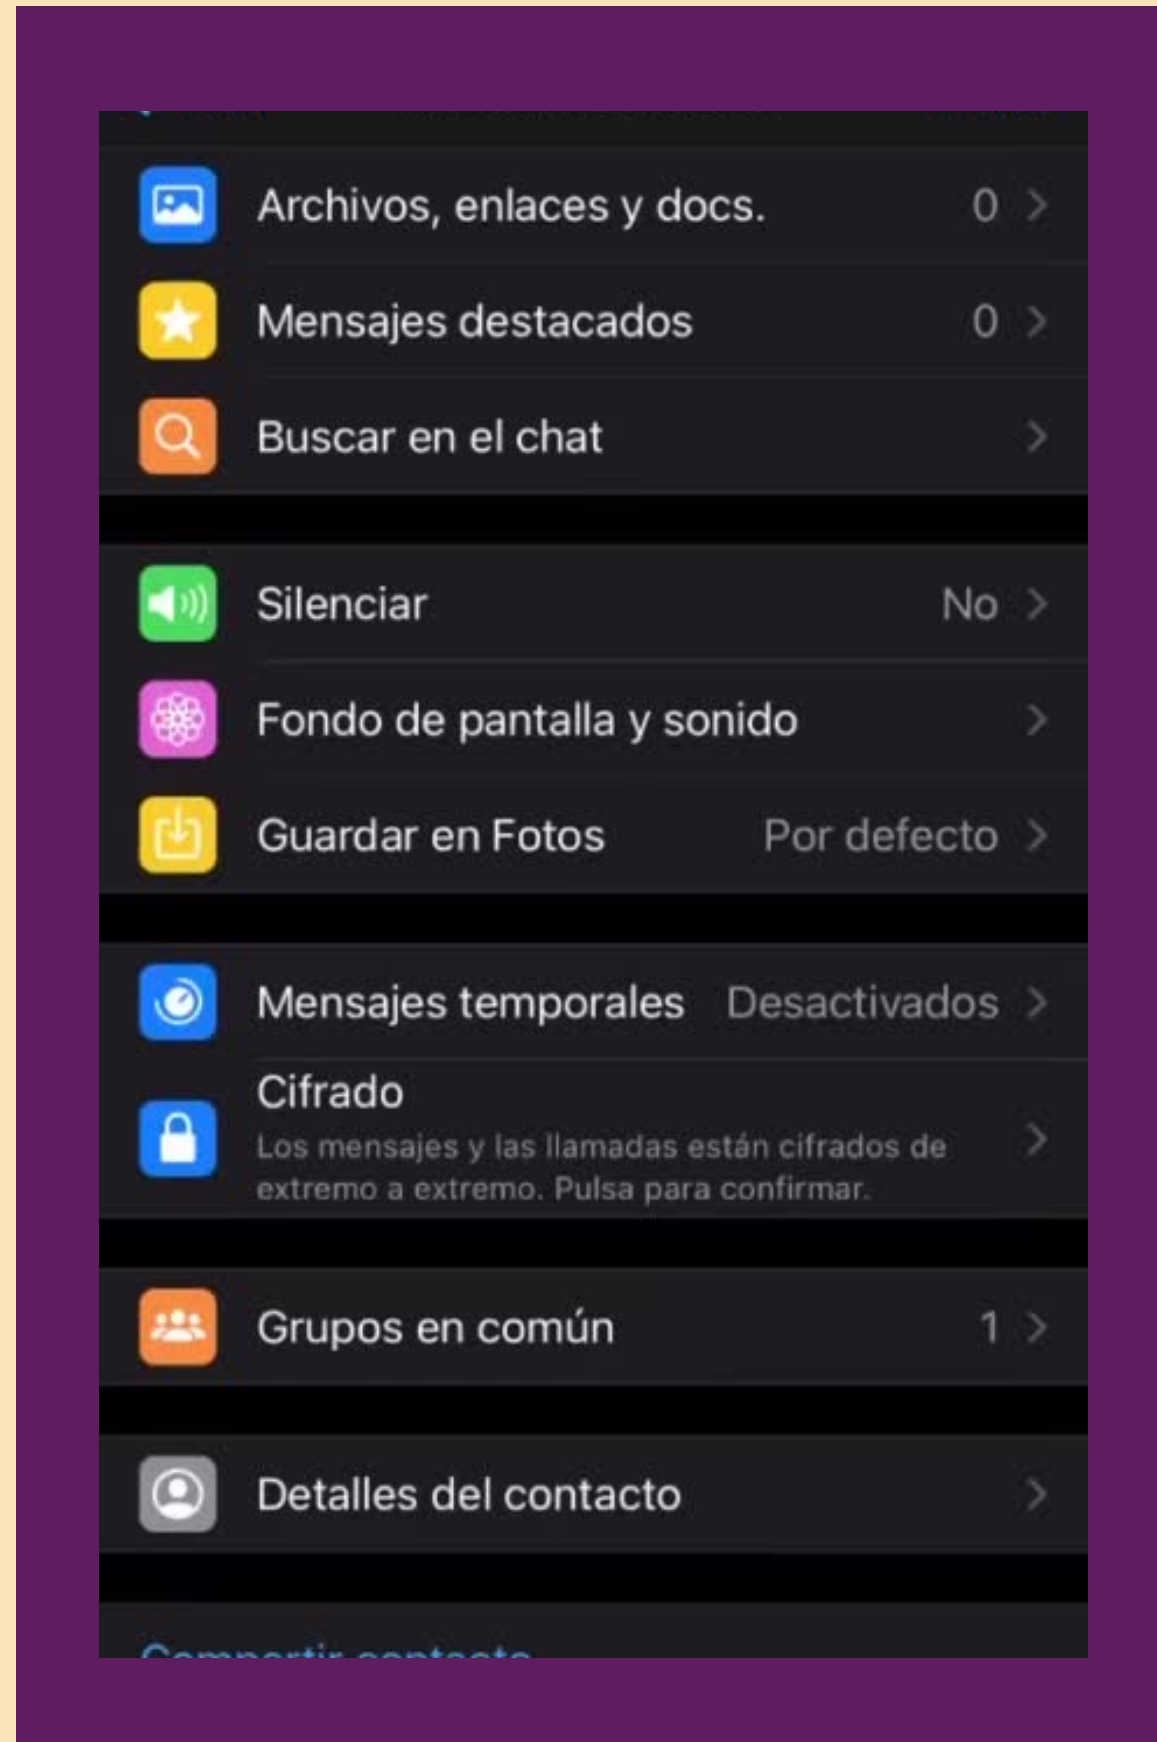 Archivos, enlaces y docs. 0
Mensajes destacados 0
Buscar en el chat
Silenciar No
Fondo de pantalla y sonido
Guardar en Fotos Por defecto
Mensajes temporales Desactivados
Cifrado
Los mensajes y las llamadas están cifrados de
extremo a extremo. Pulsa para confirmar.
Grupos en común 1
Detalles del contacto
Compartir contacto